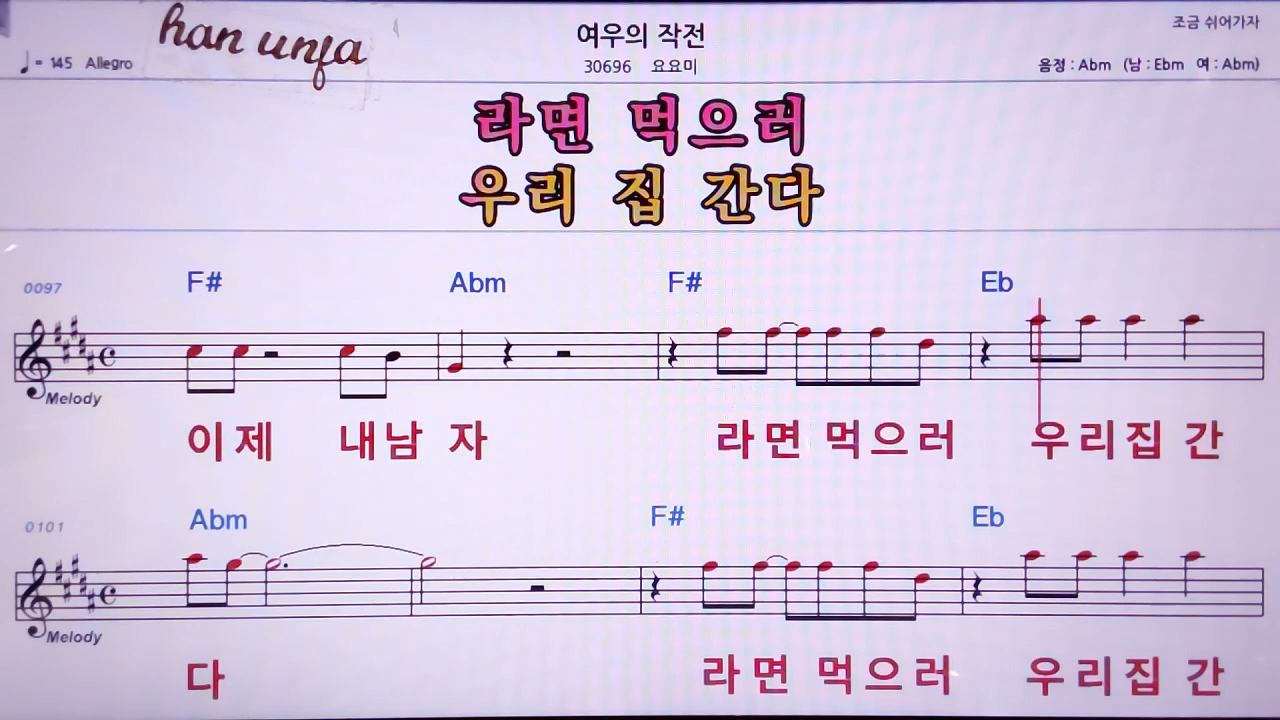 han unja
여우의 작전
조금 쉬어가자
♩= 145 Allegro
30696 요요미
음정 : Abm (남 : Ebm 여 : Abm)
라면 먹으러
우리 집 간다
0097 F# Abm F# Eb
Melody
이제 내남 자 라면 먹으러 우리집 간
0101 Abm F# Eb
Melody
다 라면 먹으러 우리집 간